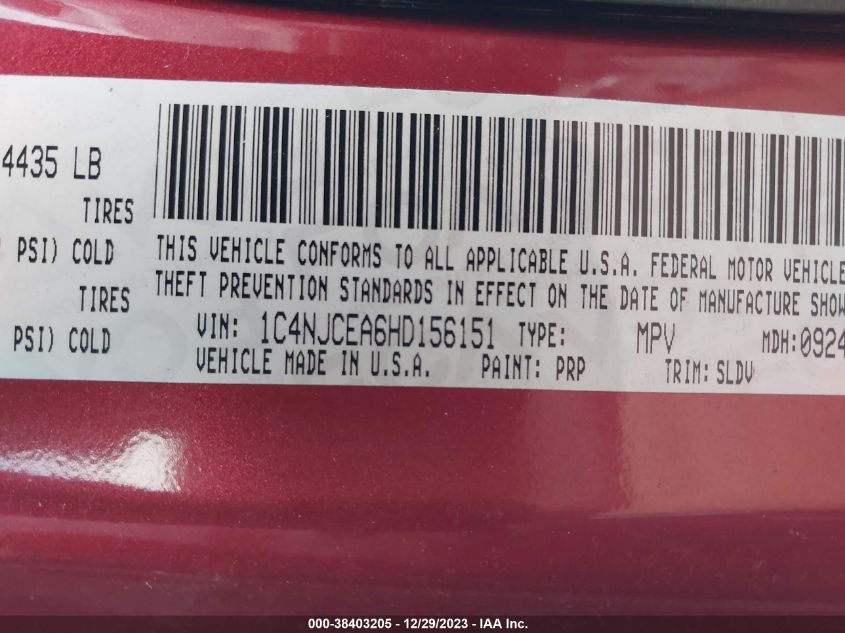 4435 LB
TIRES
PSI) COLD
TIRES
PSI) COLD
THIS VEHICLE CONFORMS TO ALL APPLICABLE U.S.A. FEDERAL MOTOR VEHICLE
THEFT PREVENTION STANDARDS IN EFFECT ON THE DATE OF MANUFACTURE SHOW
VIN: 1C4NJCEA6HD156151 TYPE: MPV MDH:0924
VEHICLE MADE IN U.S.A. PAINT: PRP TRIM: SLDV
000-38403205 - 12/29/2023 - IAA Inc.